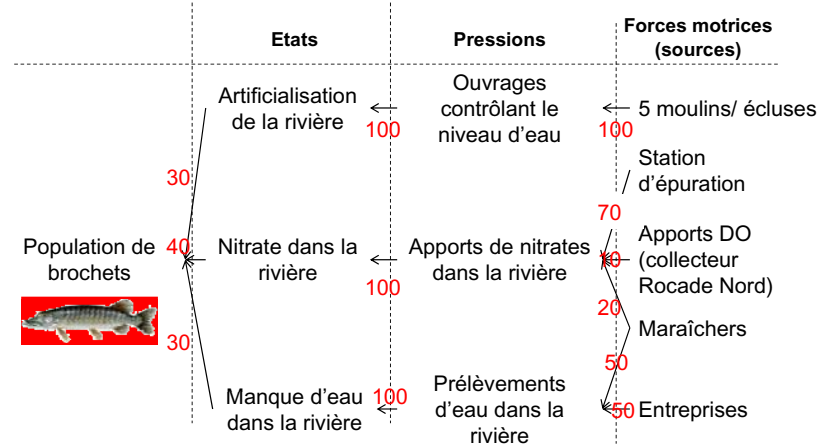 Etats
Pressions
Forces motrices
(sources)
Artificialisation
de la rivière
100
Ouvrages
contrôlant le
niveau d'eau
100
5 moulins/ écluses
30
Station
d'épuration
70
Population de
brochets
40
Nitrate dans la
rivière
100
Apports de nitrates
dans la rivière
10
Apports DO
(collecteur
Rocade Nord)
20
Maraîchers
30
50
Manque d'eau
dans la rivière
100
Prélèvements
d'eau dans la
rivière
50
Entreprises